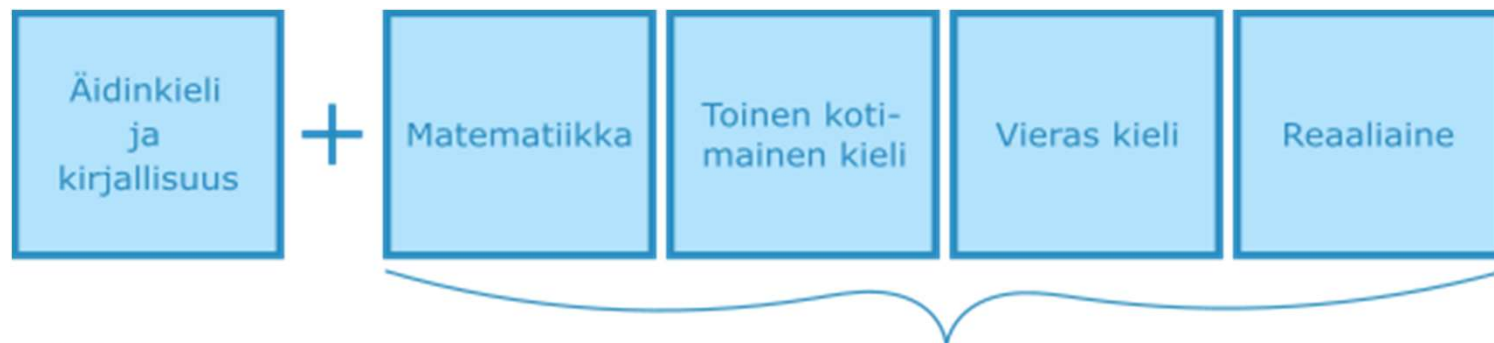 Äidinkieli
ja
kirjallisuus
+
Matematiikka
Toinen koti-
mainen kieli
Vieras kieli
Reaaliaine